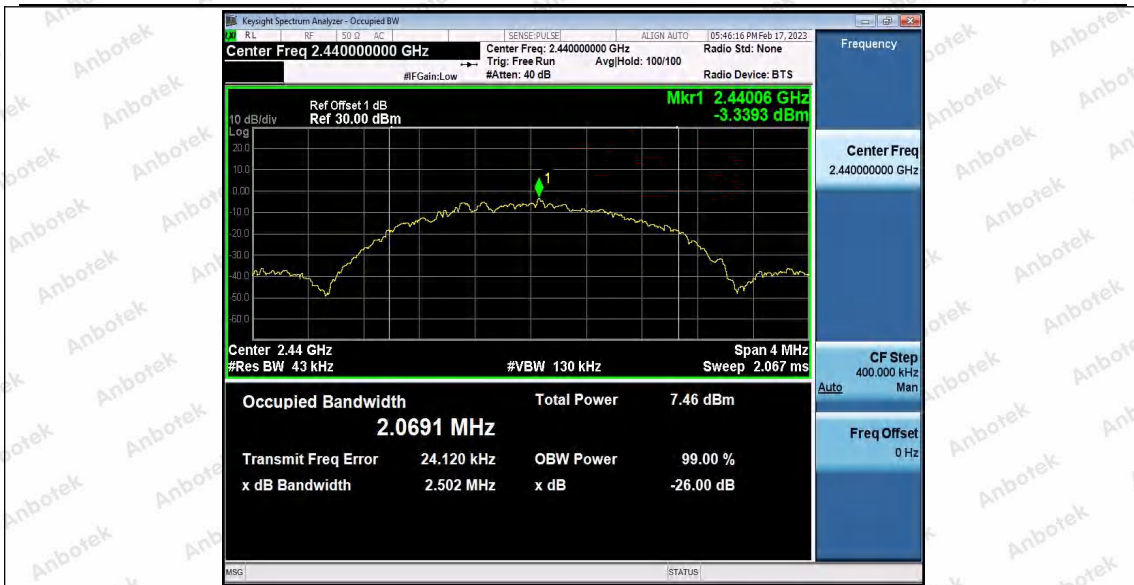 Keysight Spectrum Analyzer - Occupied BW
LXI RL RF 50 Ω AC SENSE:PULSE ALIGN AUTO 05:46:16 PM Feb 17, 2023
Center Freq 2.440000000 GHz
Center Freq: 2.440000000 GHz Radio Std: None
Trig: Free Run Avg|Hold: 100/100
#IFGain:Low #Atten: 40 dB Radio Device: BTS
Frequency
Ref Offset 1 dB Mkr1 2.44006 GHz
10 dB/div Ref 30.00 dBm -3.3393 dBm
Log
20.0
10.0
0.00
-10.0
-20.0
-30.0
-40.0
-50.0
-60.0
1
Center 2.44 GHz Span 4 MHz
#Res BW 43 kHz #VBW 130 kHz Sweep 2.067 ms
Occupied Bandwidth Total Power 7.46 dBm
2.0691 MHz
Transmit Freq Error 24.120 kHz OBW Power 99.00 %
x dB Bandwidth 2.502 MHz x dB -26.00 dB
Center Freq
2.440000000 GHz
CF Step
400.000 kHz
Auto Man
Freq Offset
0 Hz
MSG STATUS
Anbotek